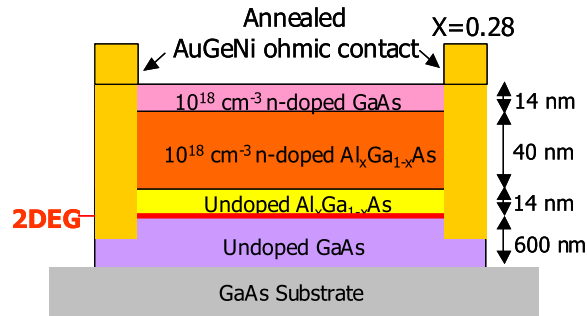 Annealed
AuGeNi ohmic contact
X=0.28
10¹⁸ cm⁻³ n-doped GaAs
14 nm
10¹⁸ cm⁻³ n-doped AlₓGa₁₋ₓAs
40 nm
Undoped AlₓGa₁₋ₓAs
14 nm
2DEG
Undoped GaAs
600 nm
GaAs Substrate